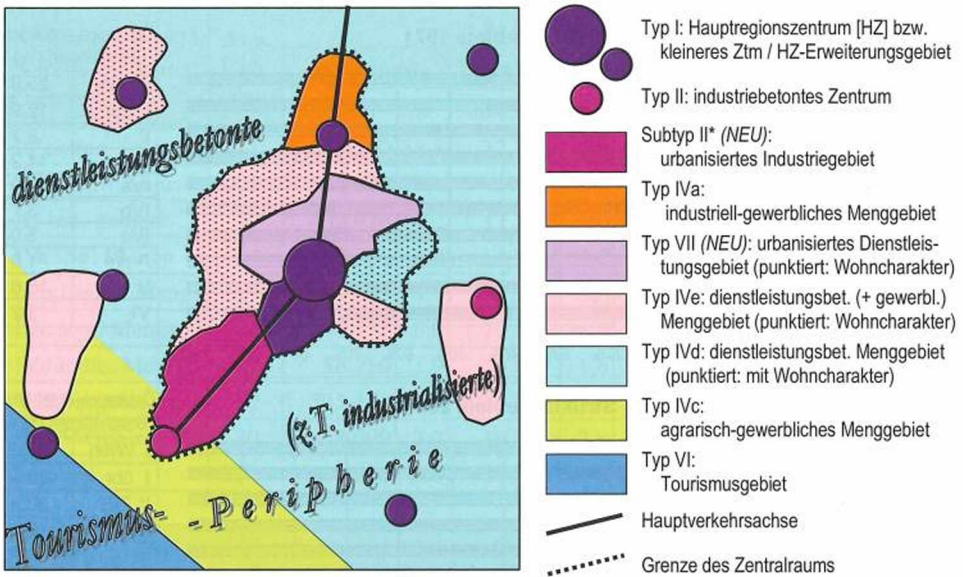 dienstleistungsbetonte
(z.T. industrialisierte)
Tourismus- -Peripherie
Typ I: Hauptregionszentrum [HZ] bzw.
kleineres Ztm / HZ-Erweiterungsgebiet
Typ II: industriebetontes Zentrum
Subtyp II* (NEU):
urbanisiertes Industriegebiet
Typ IVa:
industriell-gewerbliches Menggebiet
Typ VII (NEU): urbanisiertes Dienstleis-
tungsgebiet (punktiert: Wohncharakter)
Typ IVe: dienstleistungsbet. (+ gewerbl.)
Menggebiet (punktiert: Wohncharakter)
Typ IVd: dienstleistungsbet. Menggebiet
(punktiert: mit Wohncharakter)
Typ IVc:
agrarisch-gewerbliches Menggebiet
Typ VI:
Tourismusgebiet
Hauptverkehrsachse
Grenze des Zentralraums